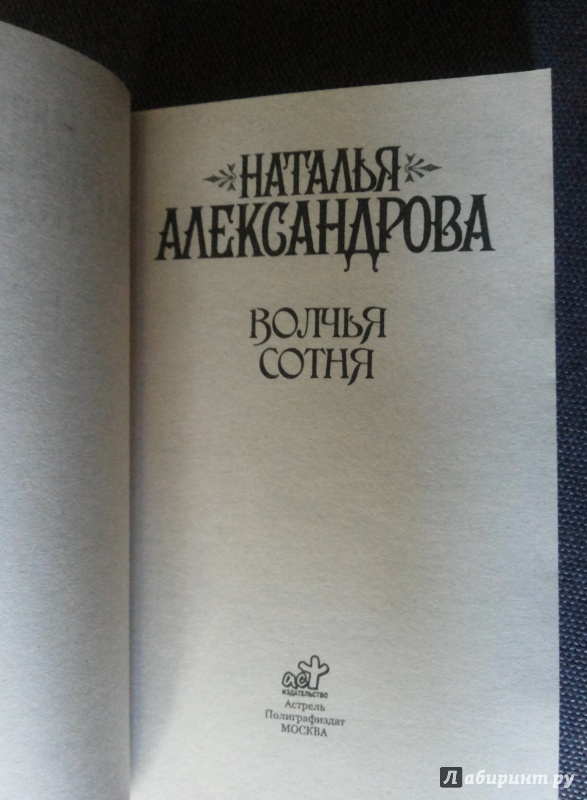 НАТАЛЬЯ
АЛЕКСАНДРОВА
ВОЛЧЬЯ
СОТНЯ
аст
ИЗДАТЕЛЬСТВО
Астрель
Полиграфиздат
МОСКВА
Лабиринт.ру